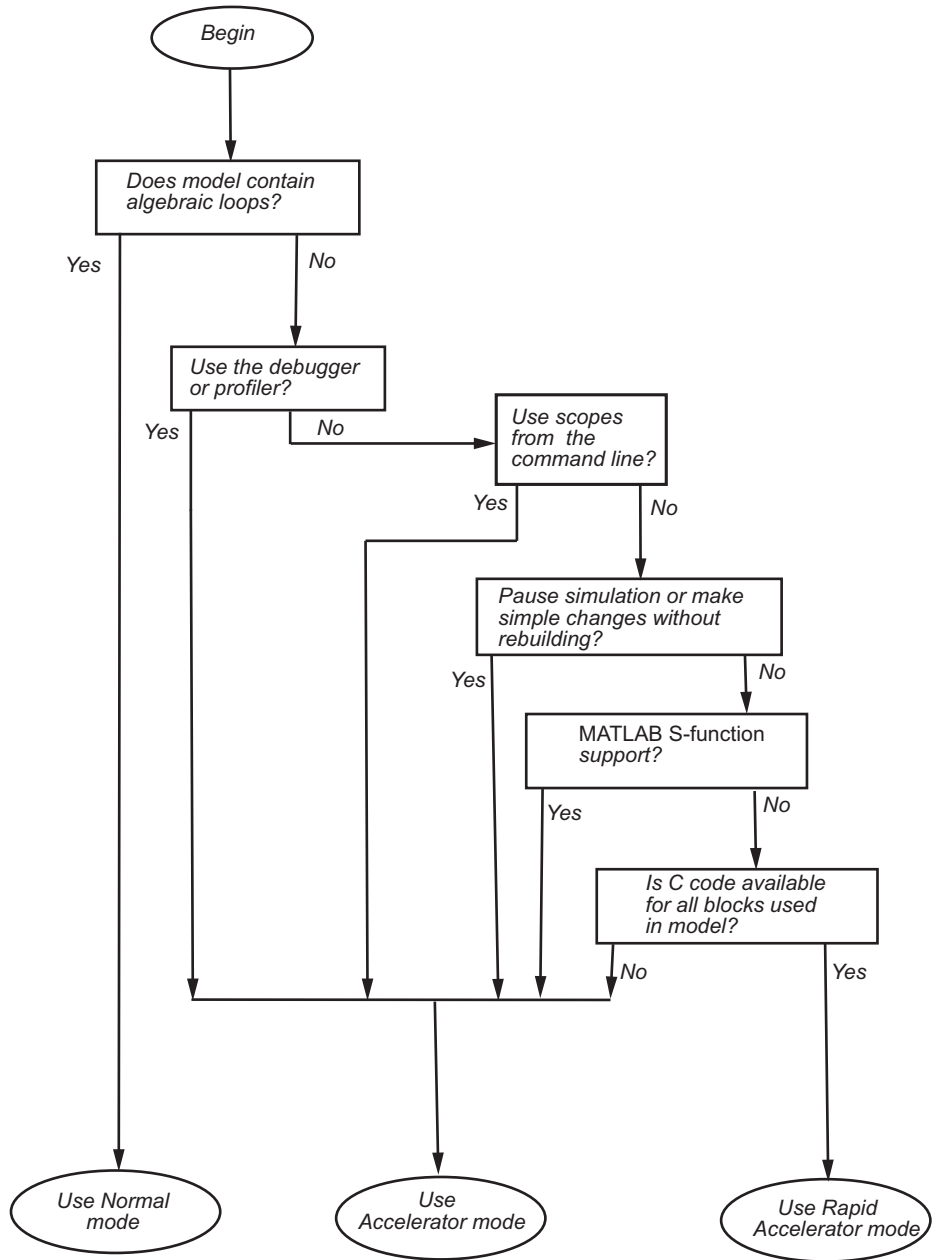 Begin
Does model contain
algebraic loops?
Yes
No
Use the debugger
or profiler?
Yes
No
Use scopes
from the
command line?
Yes
No
Pause simulation or make
simple changes without
rebuilding?
Yes
No
MATLAB S-function
support?
Yes
No
Is C code available
for all blocks used
in model?
No
Yes
Use Normal
mode
Use
Accelerator mode
Use Rapid
Accelerator mode